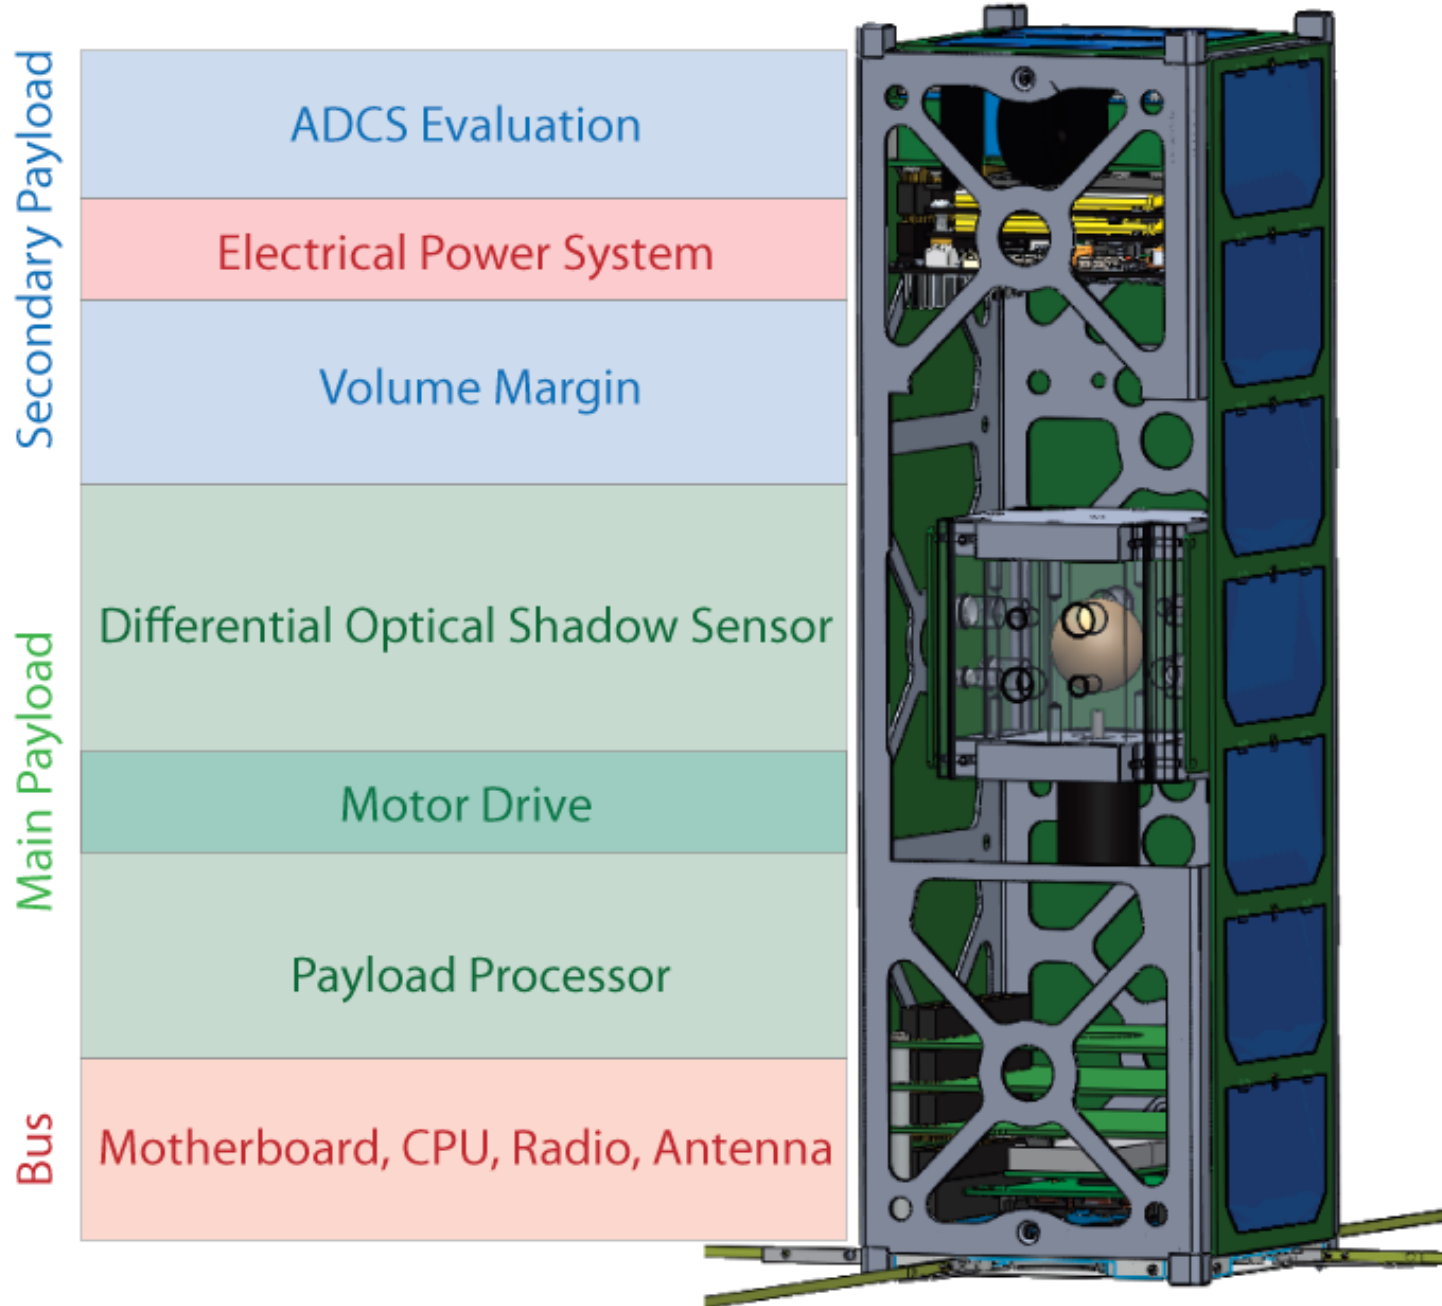 Secondary Payload
ADCS Evaluation
Electrical Power System
Volume Margin
Main Payload
Differential Optical Shadow Sensor
Motor Drive
Payload Processor
Bus
Motherboard, CPU, Radio, Antenna